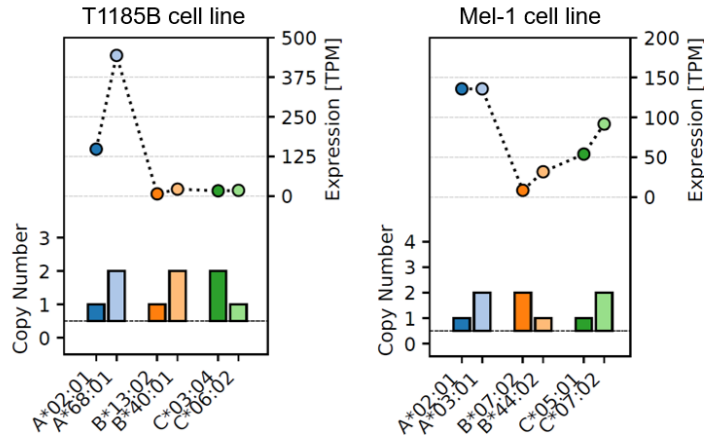 T1185B cell line
Mel-1 cell line
500
375
250
125
0
Expression [TPM]
3
2
1
0
Copy Number
A*02:01
A*68:01
B*13:02
B*40:01
C*03:04
C*06:02
200
150
100
50
0
Expression [TPM]
4
3
2
1
0
Copy Number
A*02:01
A*03:01
B*07:02
B*44:02
C*05:01
C*07:02